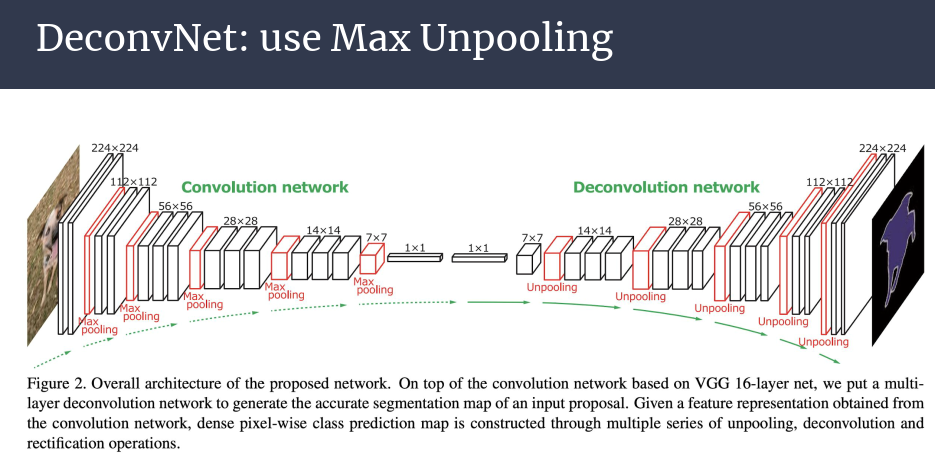 DeconvNet: use Max Unpooling
224×224
112×112
56×56
28×28
14×14
7×7
1×1
1×1
7×7
14×14
28×28
56×56
112×112
224×224
Convolution network
Deconvolution network
Max
pooling
Max
pooling
Max
pooling
Max
pooling
Max
pooling
Unpooling
Unpooling
Unpooling
Unpooling
Unpooling
Figure 2. Overall architecture of the proposed network. On top of the convolution network based on VGG 16-layer net, we put a multi-
layer deconvolution network to generate the accurate segmentation map of an input proposal. Given a feature representation obtained from
the convolution network, dense pixel-wise class prediction map is constructed through multiple series of unpooling, deconvolution and
rectification operations.